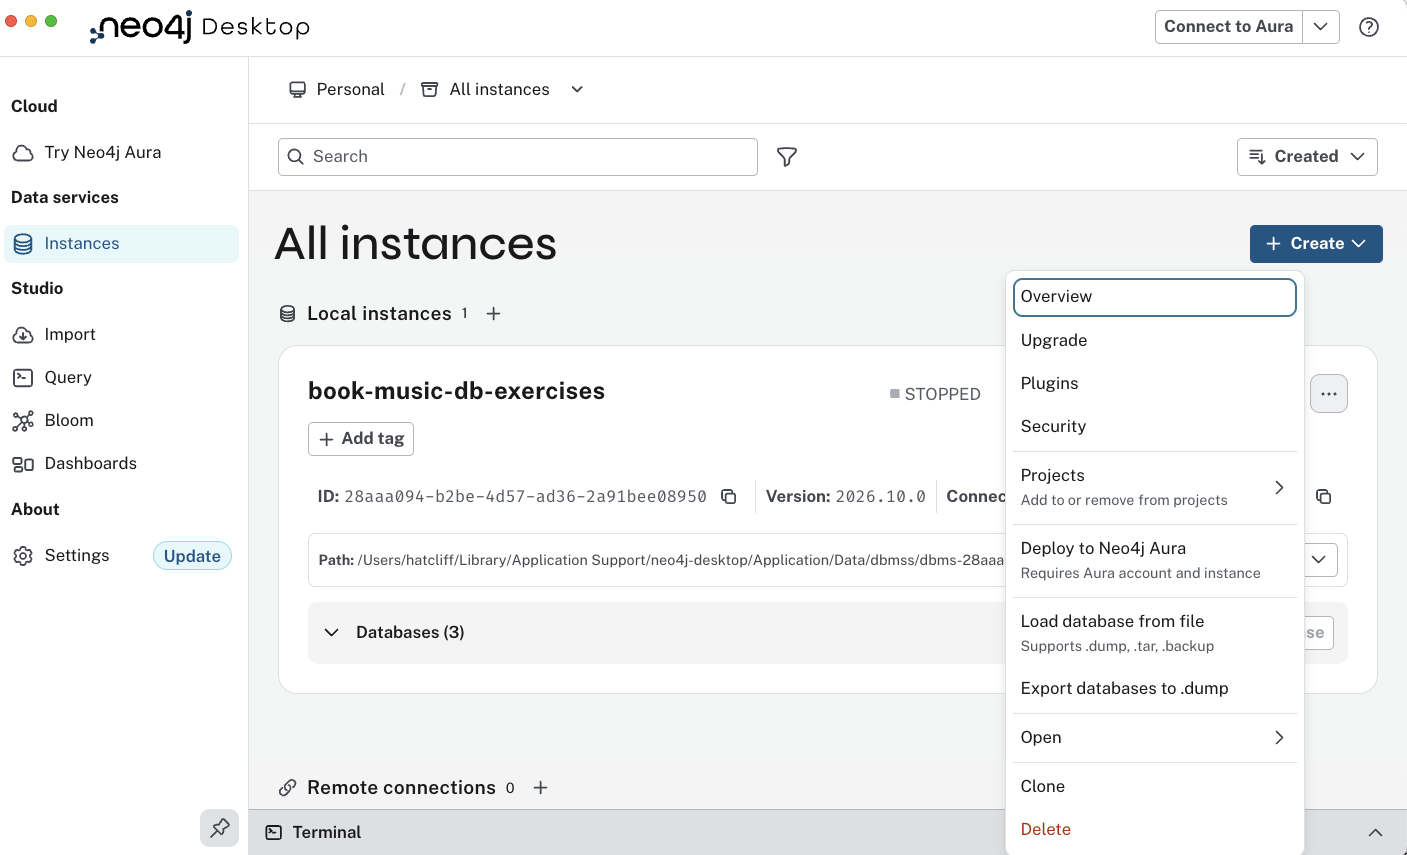 neo4j Desktop
Connect to Aura
Cloud
Try Neo4j Aura
Data services
Instances
Studio
Import
Query
Bloom
Dashboards
About
Settings
Update
Personal / All instances
Search
Created
All instances
+ Create
Local instances 1 +
book-music-db-exercises
STOPPED
+ Add tag
ID: 28aaa094-b2be-4d57-ad36-2a91bee08950
Version: 2026.10.0
Connec
Path: /Users/hatcliff/Library/Application Support/neo4j-desktop/Application/Data/dbmss/dbms-28aaa
Databases (3)
se
Remote connections 0 +
Terminal
Overview
Upgrade
Plugins
Security
Projects
Add to or remove from projects
Deploy to Neo4j Aura
Requires Aura account and instance
Load database from file
Supports .dump, .tar, .backup
Export databases to .dump
Open
Clone
Delete